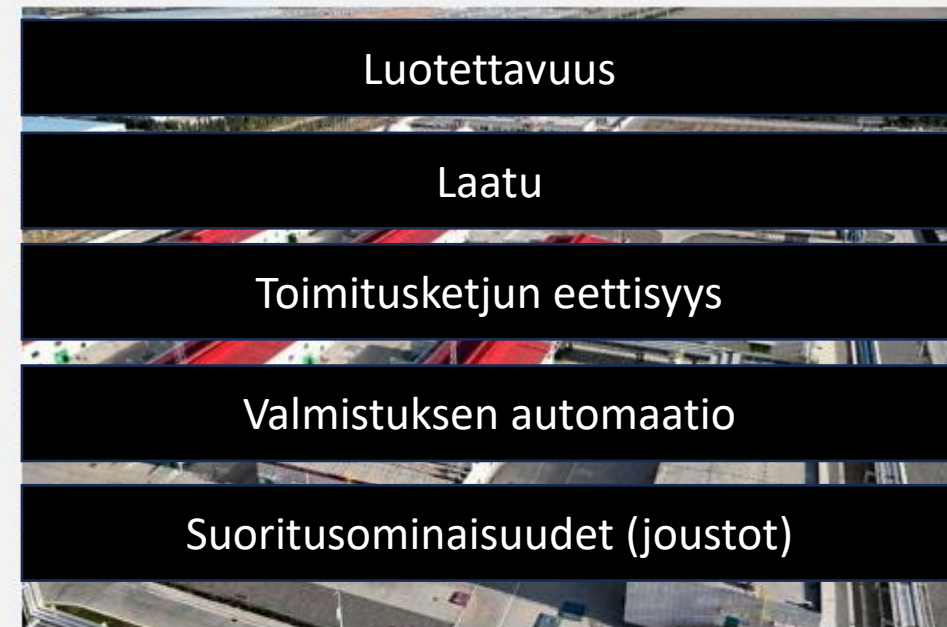 Luotettavuus
Laatu
Toimitusketjun eettisyys
Valmistuksen automaatio
Suoritusominaisuudet (joustot)